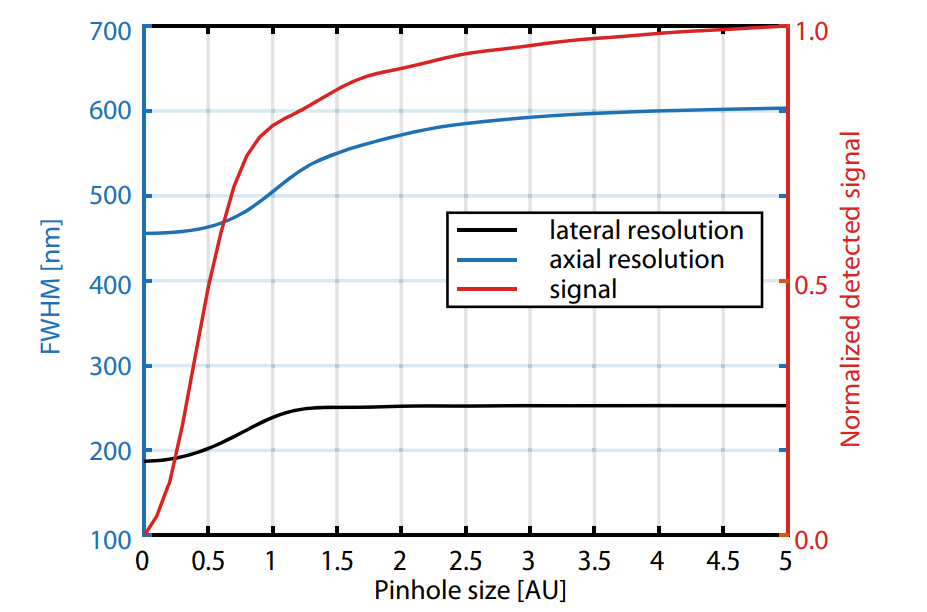 700
600
500
400
300
200
100
FWHM [nm]
1.0
0.5
0.0
Normalized detected signal
lateral resolution
axial resolution
signal
0 0.5 1 1.5 2 2.5 3 3.5 4 4.5 5
Pinhole size [AU]